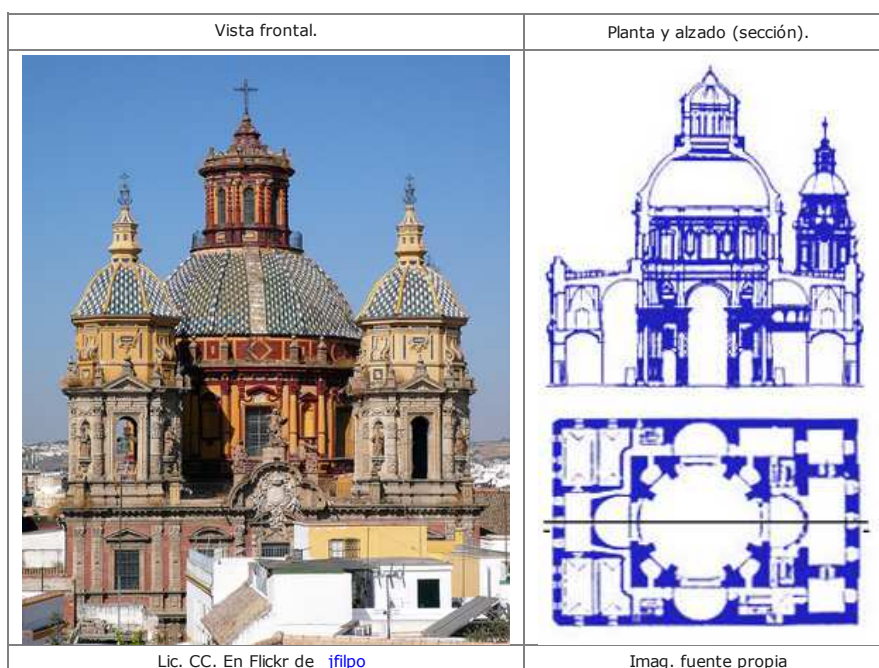 Vista frontal.
Planta y alzado (sección).
Lic. CC. En Flickr de jfilpo
Imag. fuente propia